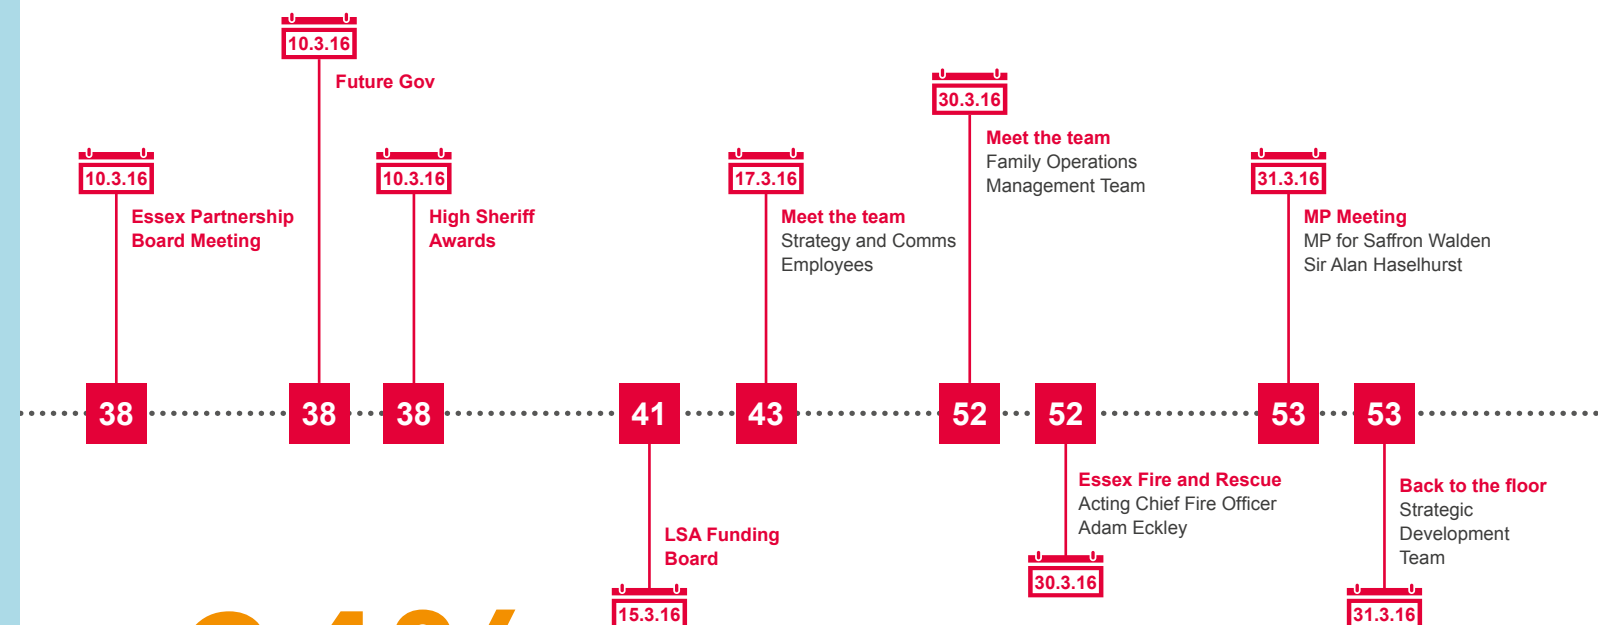 10.3.16
Future Gov
10.3.16
Essex Partnership
Board Meeting
10.3.16
High Sheriff
Awards
17.3.16
Meet the team
Strategy and Comms
Employees
30.3.16
Meet the team
Family Operations
Management Team
31.3.16
MP Meeting
MP for Saffron Walden
Sir Alan Haselhurst
38
38
38
41
43
52
52
53
53
LSA Funding
Board
15.3.16
Essex Fire and Rescue
Acting Chief Fire Officer
Adam Eckley
30.3.16
Back to the floor
Strategic
Development
Team
31.3.16